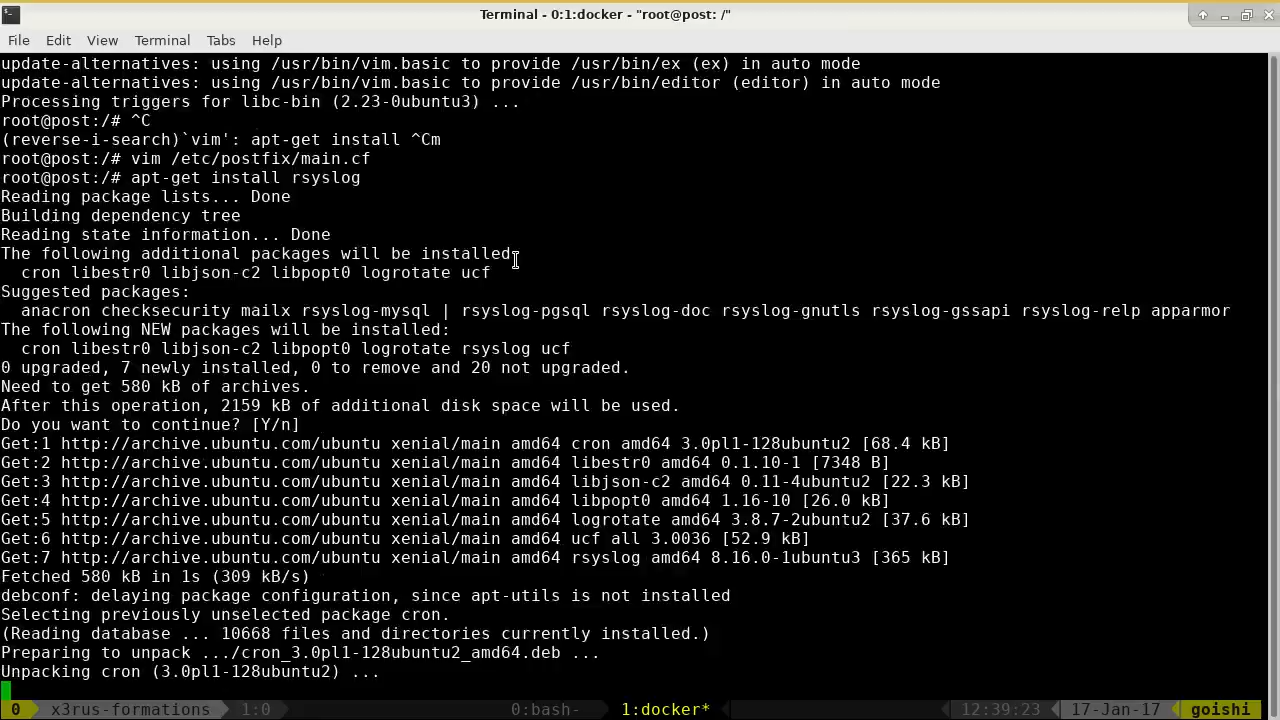 Terminal - 0:1:docker - "root@post: /"
File Edit View Terminal Tabs Help
update-alternatives: using /usr/bin/vim.basic to provide /usr/bin/ex (ex) in auto mode
update-alternatives: using /usr/bin/vim.basic to provide /usr/bin/editor (editor) in auto mode
Processing triggers for libc-bin (2.23-0ubuntu3) ...
root@post:/# ^C
(reverse-i-search)`vim': apt-get install ^Cm
root@post:/# vim /etc/postfix/main.cf
root@post:/# apt-get install rsyslog
Reading package lists... Done
Building dependency tree
Reading state information... Done
The following additional packages will be installed:
  cron libestr0 libjson-c2 libpopt0 logrotate ucf
Suggested packages:
  anacron checksecurity mailx rsyslog-mysql | rsyslog-pgsql rsyslog-doc rsyslog-gnutls rsyslog-gssapi rsyslog-relp apparmor
The following NEW packages will be installed:
  cron libestr0 libjson-c2 libpopt0 logrotate rsyslog ucf
0 upgraded, 7 newly installed, 0 to remove and 20 not upgraded.
Need to get 580 kB of archives.
After this operation, 2159 kB of additional disk space will be used.
Do you want to continue? [Y/n]
Get:1 http://archive.ubuntu.com/ubuntu xenial/main amd64 cron amd64 3.0pl1-128ubuntu2 [68.4 kB]
Get:2 http://archive.ubuntu.com/ubuntu xenial/main amd64 libestr0 amd64 0.1.10-1 [7348 B]
Get:3 http://archive.ubuntu.com/ubuntu xenial/main amd64 libjson-c2 amd64 0.11-4ubuntu2 [22.3 kB]
Get:4 http://archive.ubuntu.com/ubuntu xenial/main amd64 libpopt0 amd64 1.16-10 [26.0 kB]
Get:5 http://archive.ubuntu.com/ubuntu xenial/main amd64 logrotate amd64 3.8.7-2ubuntu2 [37.6 kB]
Get:6 http://archive.ubuntu.com/ubuntu xenial/main amd64 ucf all 3.0036 [52.9 kB]
Get:7 http://archive.ubuntu.com/ubuntu xenial/main amd64 rsyslog amd64 8.16.0-1ubuntu3 [365 kB]
Fetched 580 kB in 1s (309 kB/s)
debconf: delaying package configuration, since apt-utils is not installed
Selecting previously unselected package cron.
(Reading database ... 10668 files and directories currently installed.)
Preparing to unpack .../cron_3.0pl1-128ubuntu2_amd64.deb ...
Unpacking cron (3.0pl1-128ubuntu2) ...
0 x3rus-formations 1:0 0:bash- 1:docker* 12:39:23 17-Jan-17 goishi